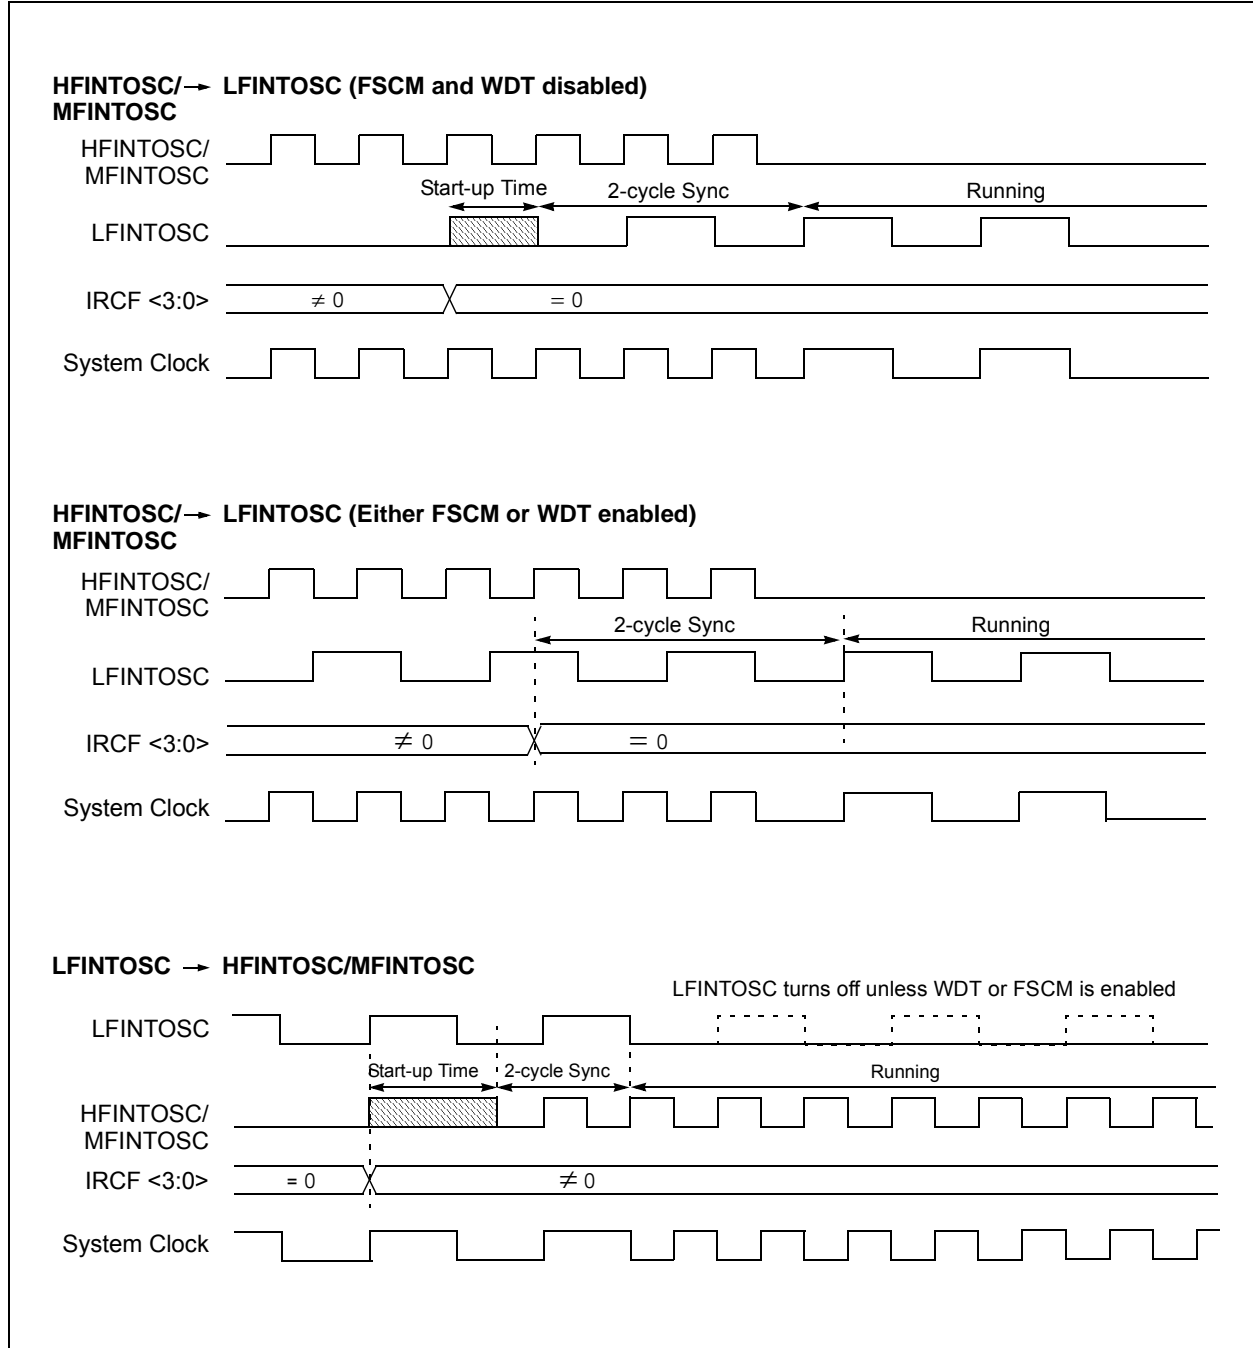 HFINTOSC/→ LFINTOSC (FSCM and WDT disabled)
MFINTOSC
HFINTOSC/
MFINTOSC
Start-up Time 2-cycle Sync Running
LFINTOSC
IRCF <3:0> ≠ 0 = 0
System Clock
HFINTOSC/→ LFINTOSC (Either FSCM or WDT enabled)
MFINTOSC
HFINTOSC/
MFINTOSC
2-cycle Sync Running
LFINTOSC
IRCF <3:0> ≠ 0 = 0
System Clock
LFINTOSC → HFINTOSC/MFINTOSC
LFINTOSC turns off unless WDT or FSCM is enabled
LFINTOSC
Start-up Time 2-cycle Sync Running
HFINTOSC/
MFINTOSC
IRCF <3:0> = 0 ≠ 0
System Clock